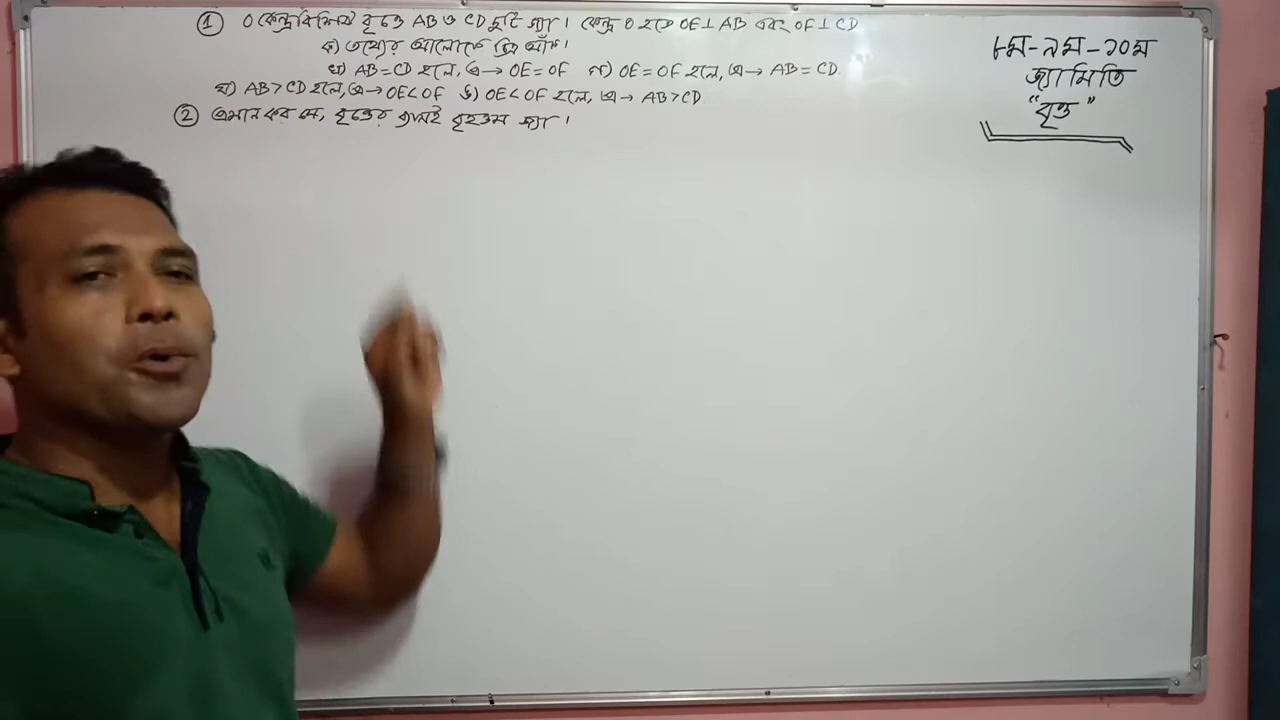 ① O কেন্দ্রবিশিষ্ট বৃত্তে AB ও CD দুটি জ্যা। কেন্দ্র O হতে OE⊥AB এবং OF⊥CD
ক) তথ্যের আলোকে চিত্র আঁক।
খ) AB=CD হলে, প্র→ OE=OF গ) OE=OF হলে, প্র→ AB=CD.
ঘ) AB>CD হলে, প্র→ OE<OF ঙ) OE<OF হলে, প্র→ AB>CD
② প্রমাণ কর যে, বৃত্তের ব্যাসই বৃহত্তম জ্যা।
৮ম-৯ম-১০ম
জ্যামিতি
"বৃত্ত"